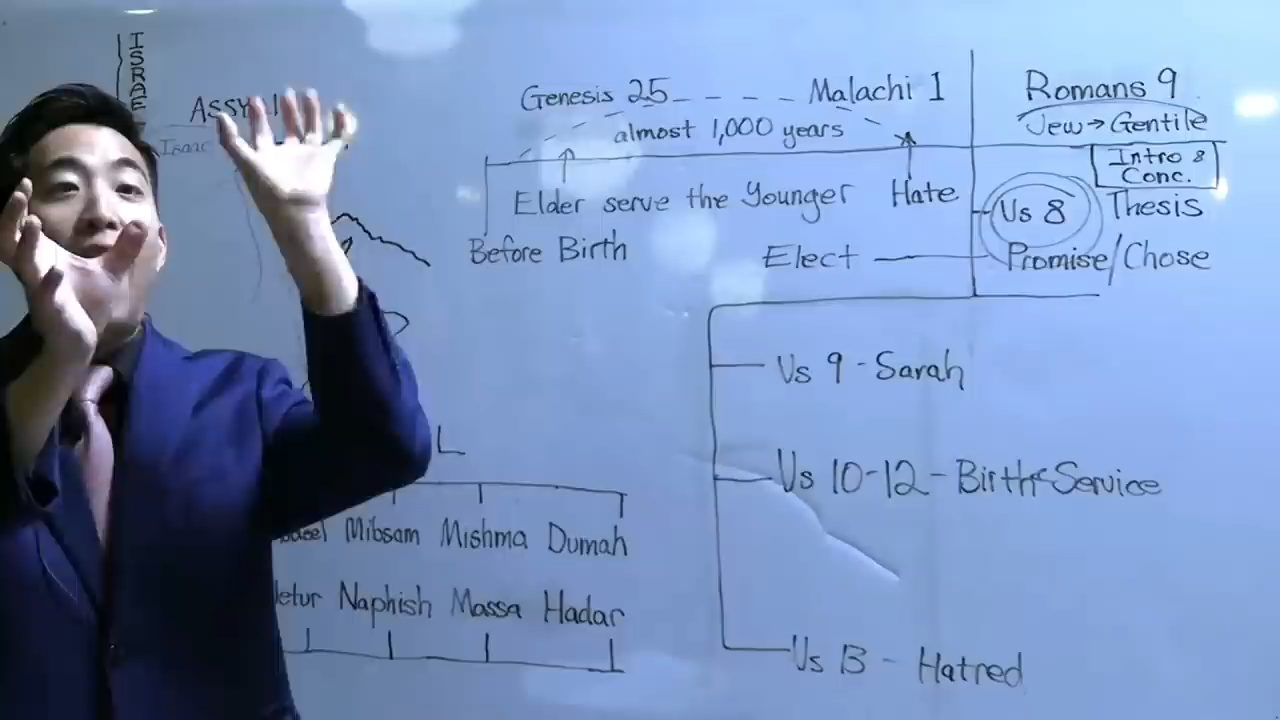 ISRAE
ASSY
Isaac
Genesis 25 - - - - Malachi 1
almost 1,000 years
Elder serve the Younger
Hate
Before Birth
Elect
Romans 9
Jew → Gentile
Intro &
Conc.
Vs 8 Thesis
Promise/Chose
Vs 9 - Sarah
Vs 10-12 - Birth Service
Vs 13 - Hatred
L
Mibsam Mishma Dumah
Naphish Massa Hadar